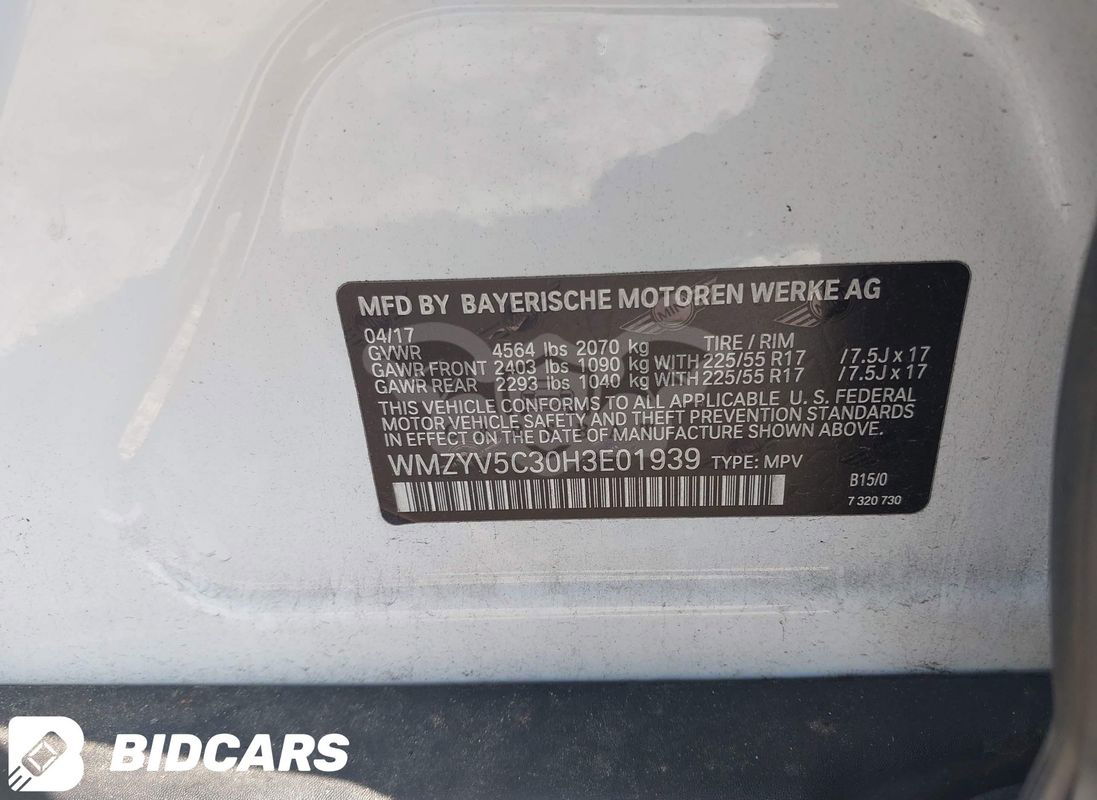 MFD BY BAYERISCHE MOTOREN WERKE AG
04/17 TIRE / RIM
GVWR 4564 lbs 2070 kg
GAWR FRONT 2403 lbs 1090 kg WITH 225/55 R17 /7.5J x 17
GAWR REAR 2293 lbs 1040 kg WITH 225/55 R17 /7.5J x 17
THIS VEHICLE CONFORMS TO ALL APPLICABLE U. S. FEDERAL
MOTOR VEHICLE SAFETY AND THEFT PREVENTION STANDARDS
IN EFFECT ON THE DATE OF MANUFACTURE SHOWN ABOVE.
WMZYV5C30H3E01939 TYPE: MPV
B15/0
7 320 730
BIDCARS